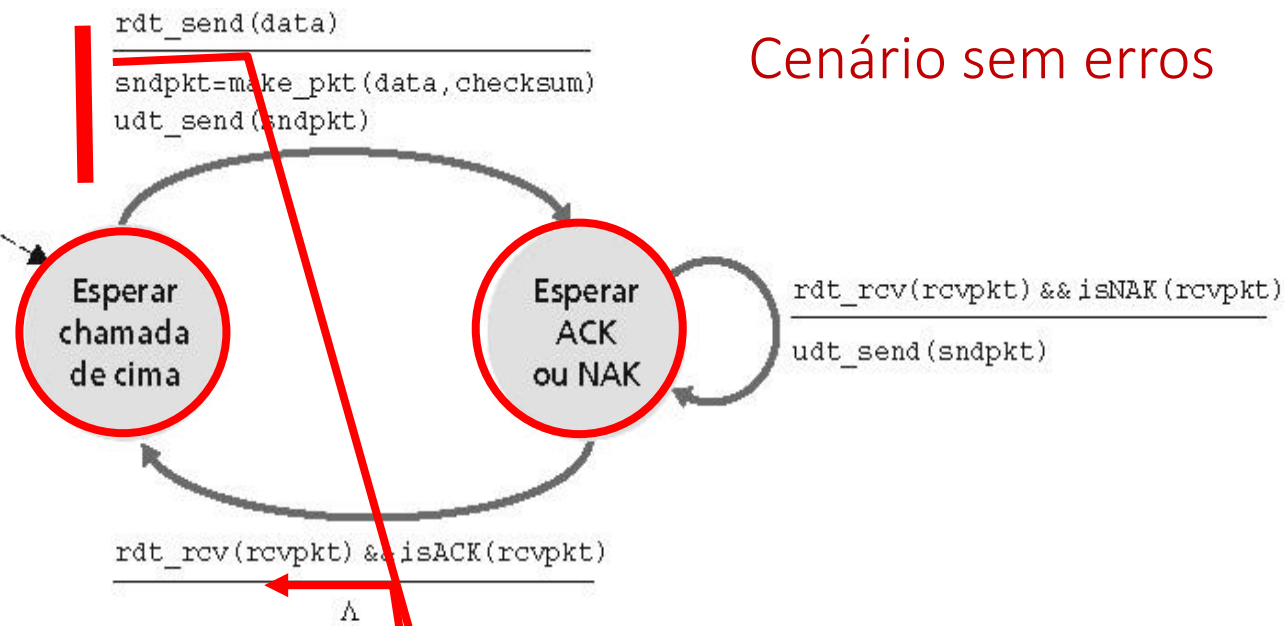 rdt_send(data)
Cenário sem erros
sndpkt=make_pkt(data,checksum)
udt_send(sndpkt)
Esperar
chamada
de cima
Esperar
ACK
ou NAK
rdt_rcv(rcvpkt) && isNAK(rcvpkt)
udt_send(sndpkt)
rdt_rcv(rcvpkt) && isACK(rcvpkt)
Λ